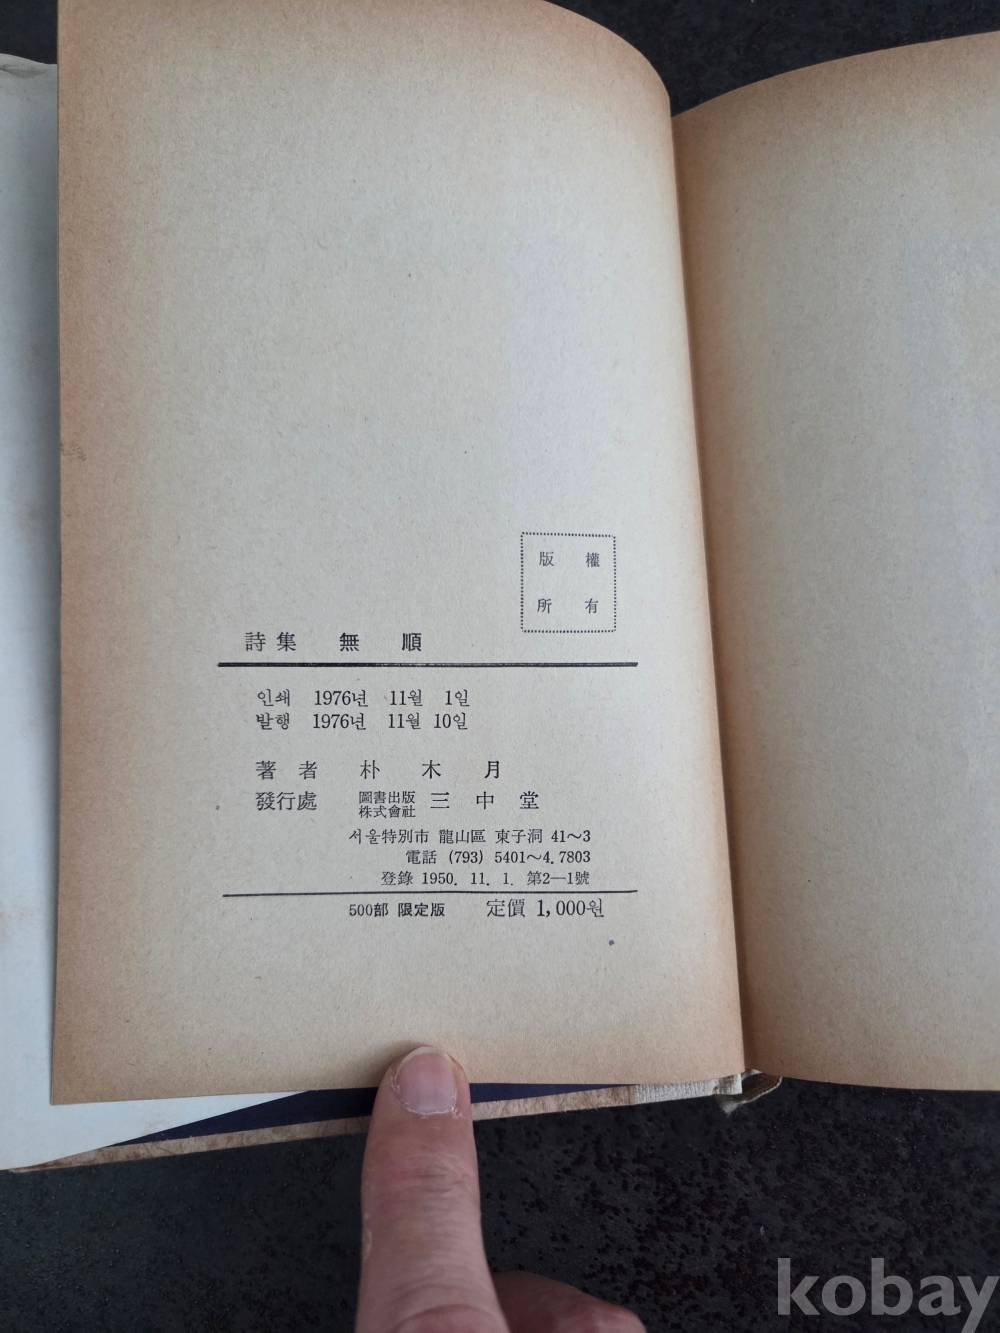 版 權
所 有
詩集 無 順
인쇄 1976년 11월 1일
발행 1976년 11월 10일
著 者 朴 木 月
發行處 圖書出版 株式會社 三 中 堂
서울特別市 龍山區 東子洞 41~3
電話 (793) 5401~4.7803
登錄 1950. 11. 1. 第2—1號
500部 限定版 定價 1,000원
kobay